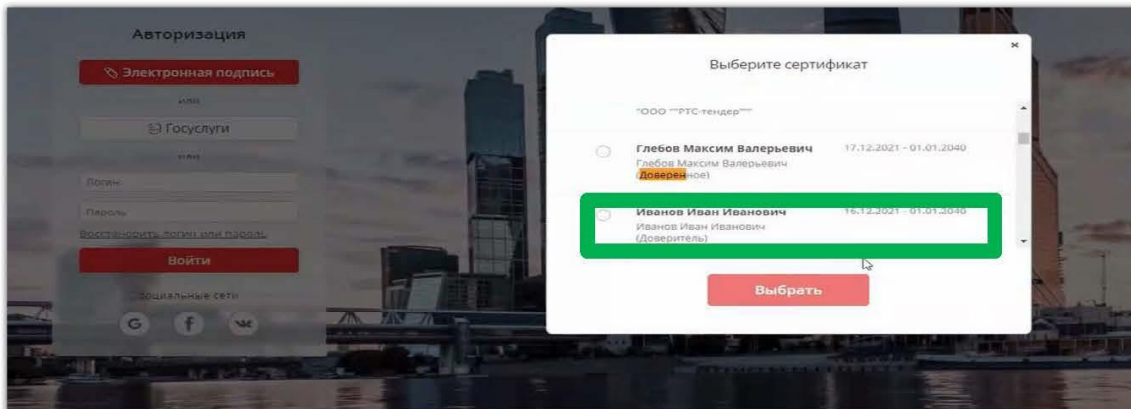 Авторизация
Электронная подпись
или
Госуслуги
или
Логин
Пароль
Восстановить логин или пароль
Войти
Социальные сети
G f
×
Выберите сертификат
"ООО ""РТС-тендер"""
Глебов Максим Валерьевич 17.12.2021 - 01.01.2040
Глебов Максим Валерьевич
(Доверенное)
Иванов Иван Иванович 16.12.2021 - 01.01.2040
Иванов Иван Иванович
(Доверитель)
Выбрать